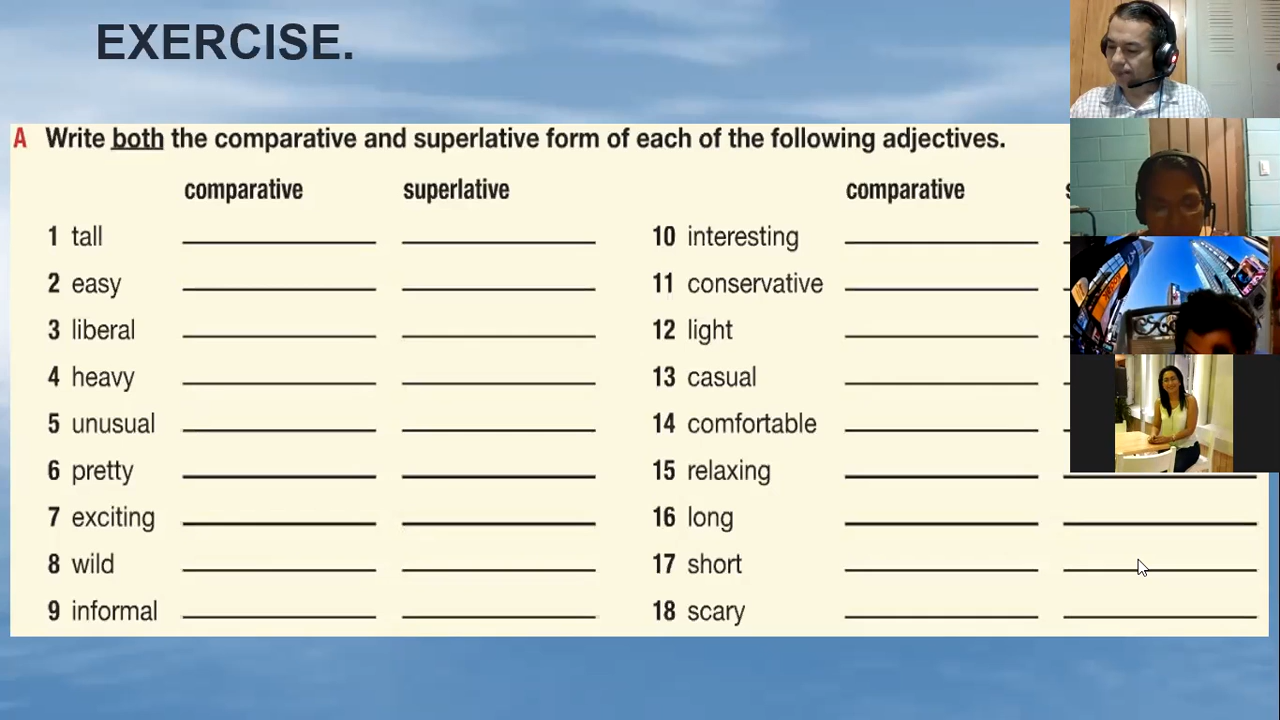 EXERCISE.
A Write both the comparative and superlative form of each of the following adjectives.
comparative superlative
1 tall
2 easy
3 liberal
4 heavy
5 unusual
6 pretty
7 exciting
8 wild
9 informal
comparative
10 interesting
11 conservative
12 light
13 casual
14 comfortable
15 relaxing
16 long
17 short
18 scary